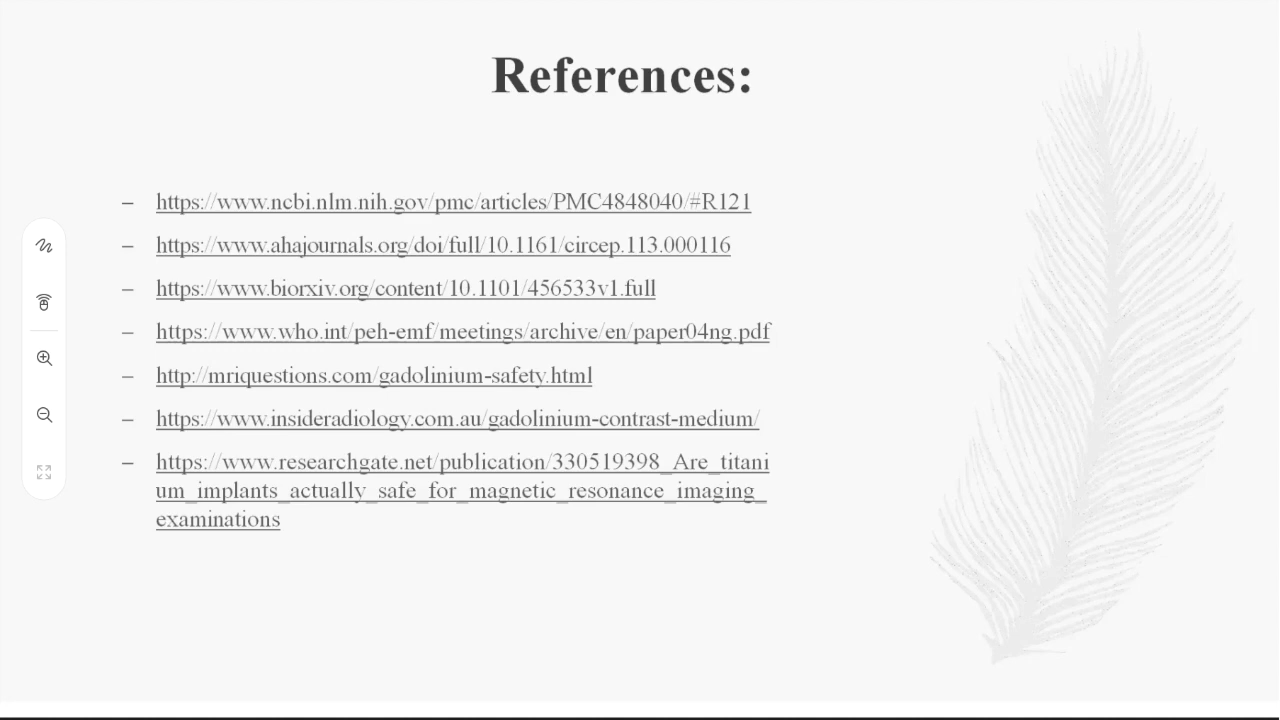 References:
– https://www.ncbi.nlm.nih.gov/pmc/articles/PMC4848040/#R121
– https://www.ahajournals.org/doi/full/10.1161/circep.113.000116
– https://www.biorxiv.org/content/10.1101/456533v1.full
– https://www.who.int/peh-emf/meetings/archive/en/paper04ng.pdf
– http://mriquestions.com/gadolinium-safety.html
– https://www.insideradiology.com.au/gadolinium-contrast-medium/
– https://www.researchgate.net/publication/330519398_Are_titani
um_implants_actually_safe_for_magnetic_resonance_imaging_
examinations